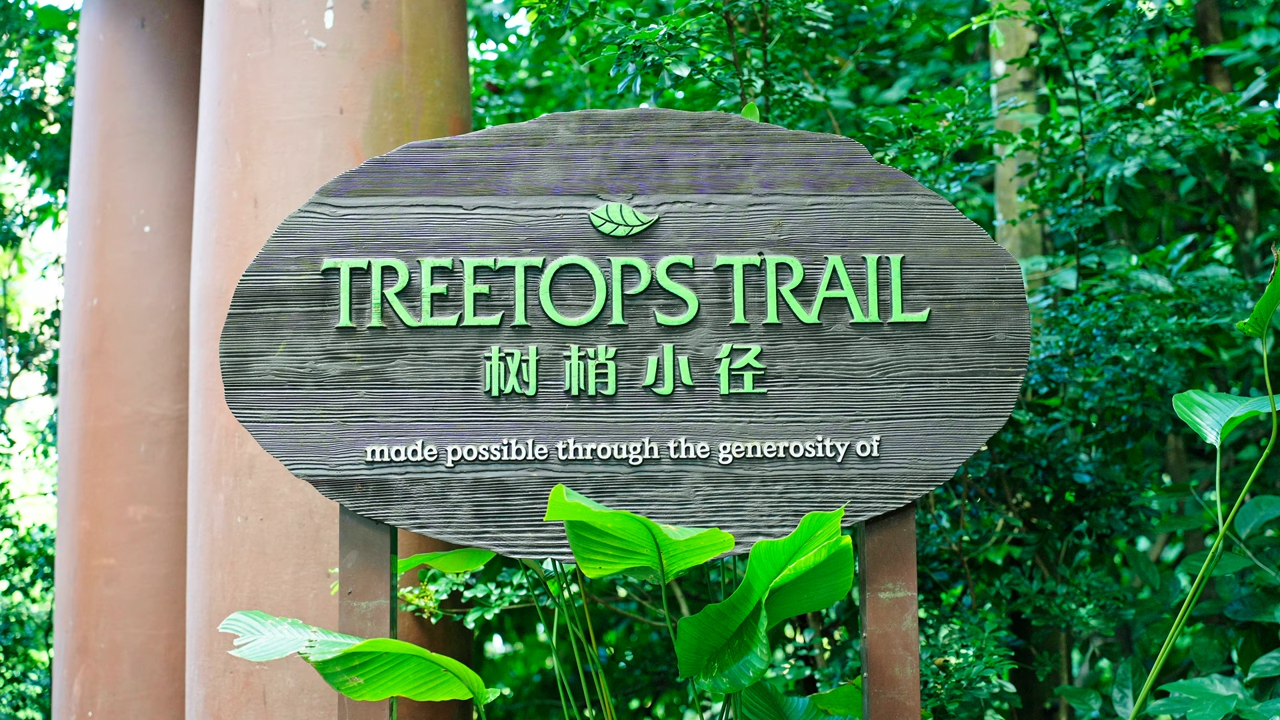 TREETOPS TRAIL
树梢小径
made possible through the generosity of